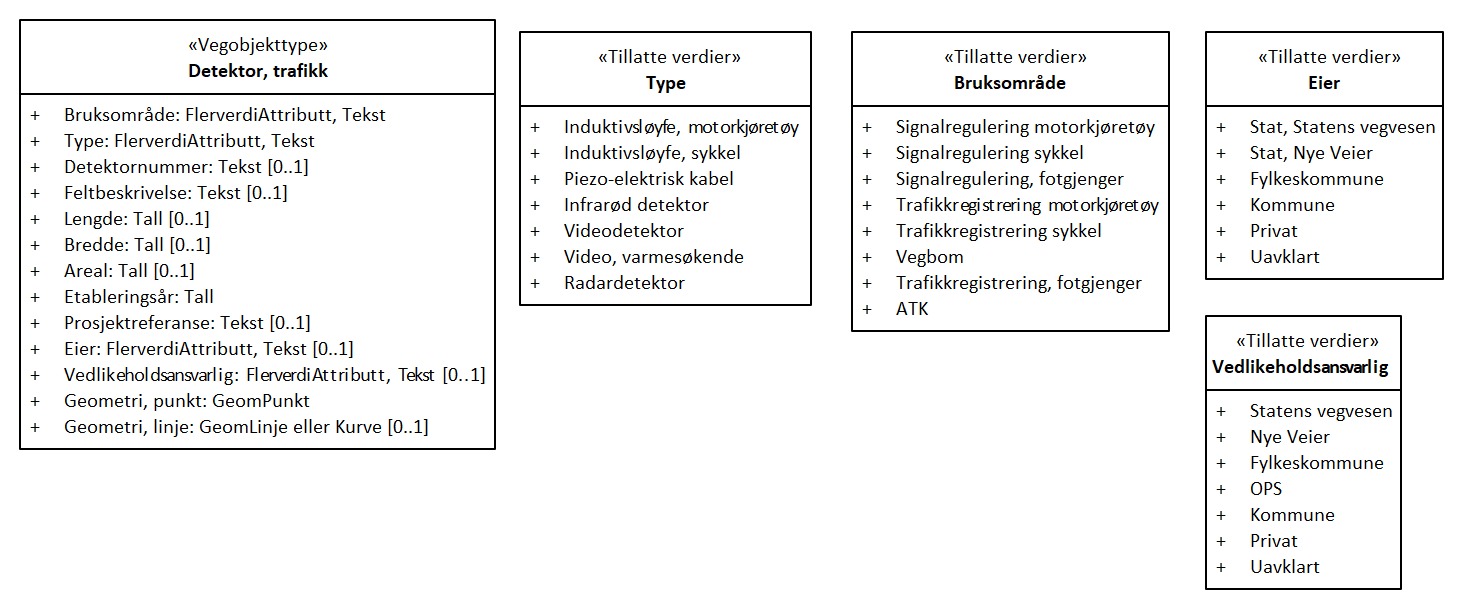 «Vegobjekttype»
Detektor, trafikk
+ Bruksområde: FlerverdiAttributt, Tekst
+ Type: FlerverdiAttributt, Tekst
+ Detektornummer: Tekst [0..1]
+ Feltbeskrivelse: Tekst [0..1]
+ Lengde: Tall [0..1]
+ Bredde: Tall [0..1]
+ Areal: Tall [0..1]
+ Etableringsår: Tall
+ Prosjektreferanse: Tekst [0..1]
+ Eier: FlerverdiAttributt, Tekst [0..1]
+ Vedlikeholdsansvarlig: FlerverdiAttributt, Tekst [0..1]
+ Geometri, punkt: GeomPunkt
+ Geometri, linje: GeomLinje eller Kurve [0..1]
«Tillatte verdier»
Type
+ Induktivsløyfe, motorkjøretøy
+ Induktivsløyfe, sykkel
+ Piezo-elektrisk kabel
+ Infrarød detektor
+ Videodetektor
+ Video, varmesøkende
+ Radardetektor
«Tillatte verdier»
Bruksområde
+ Signalregulering motorkjøretøy
+ Signalregulering sykkel
+ Signalregulering, fotgjenger
+ Trafikkregistrering motorkjøretøy
+ Trafikkregistrering sykkel
+ Vegbom
+ Trafikkregistrering, fotgjenger
+ ATK
«Tillatte verdier»
Eier
+ Stat, Statens vegvesen
+ Stat, Nye Veier
+ Fylkeskommune
+ Kommune
+ Privat
+ Uavklart
«Tillatte verdier»
Vedlikeholdsansvarlig
+ Statens vegvesen
+ Nye Veier
+ Fylkeskommune
+ OPS
+ Kommune
+ Privat
+ Uavklart